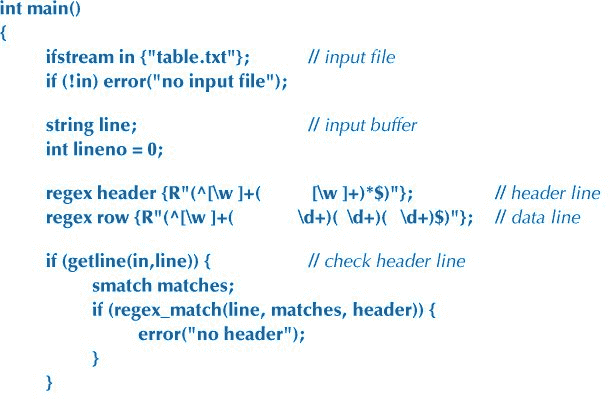 int main()
{
ifstream in {"table.txt"}; // input file
if (!in) error("no input file");
string line; // input buffer
int lineno = 0;
regex header {R"(^[\w ]+( [\w ]+)*$)"}; // header line
regex row {R"(^[\w ]+( \d+)( \d+)( \d+)$)"}; // data line
if (getline(in,line)) { // check header line
smatch matches;
if (regex_match(line, matches, header)) {
error("no header");
}
}